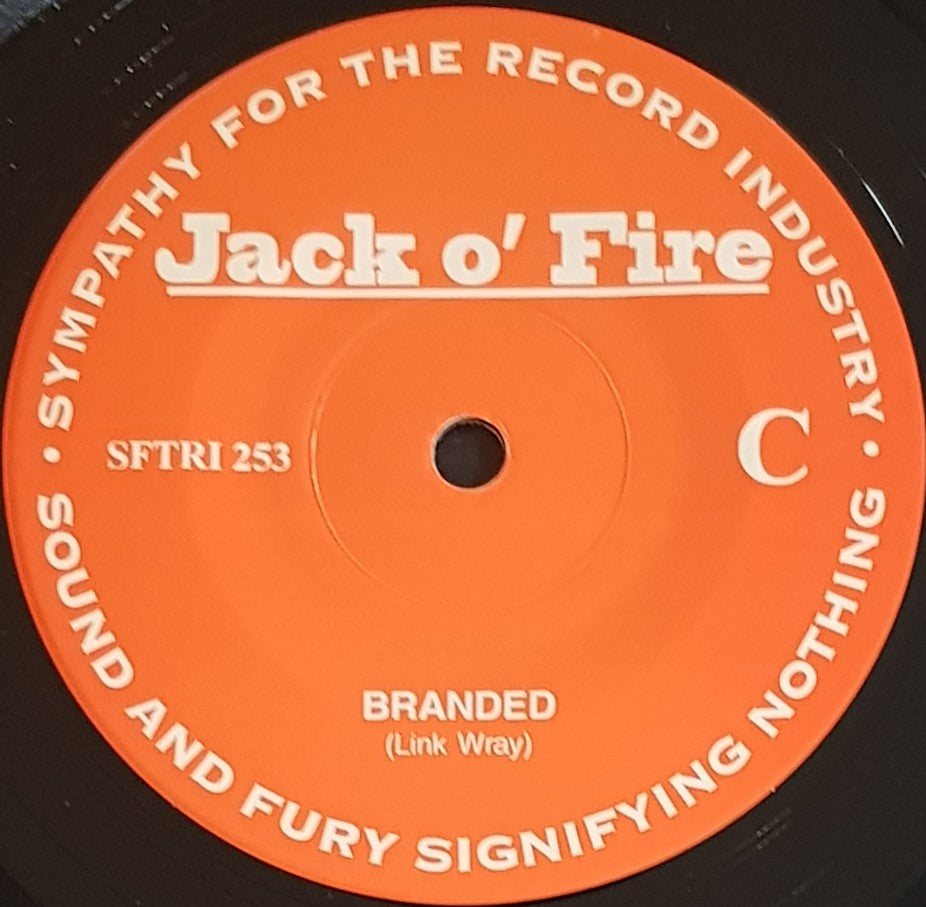 • SYMPATHY FOR THE RECORD INDUSTRY •
Jack o' Fire
SFTRI 253
C
BRANDED
(Link Wray)
SOUND AND FURY SIGNIFYING NOTHING